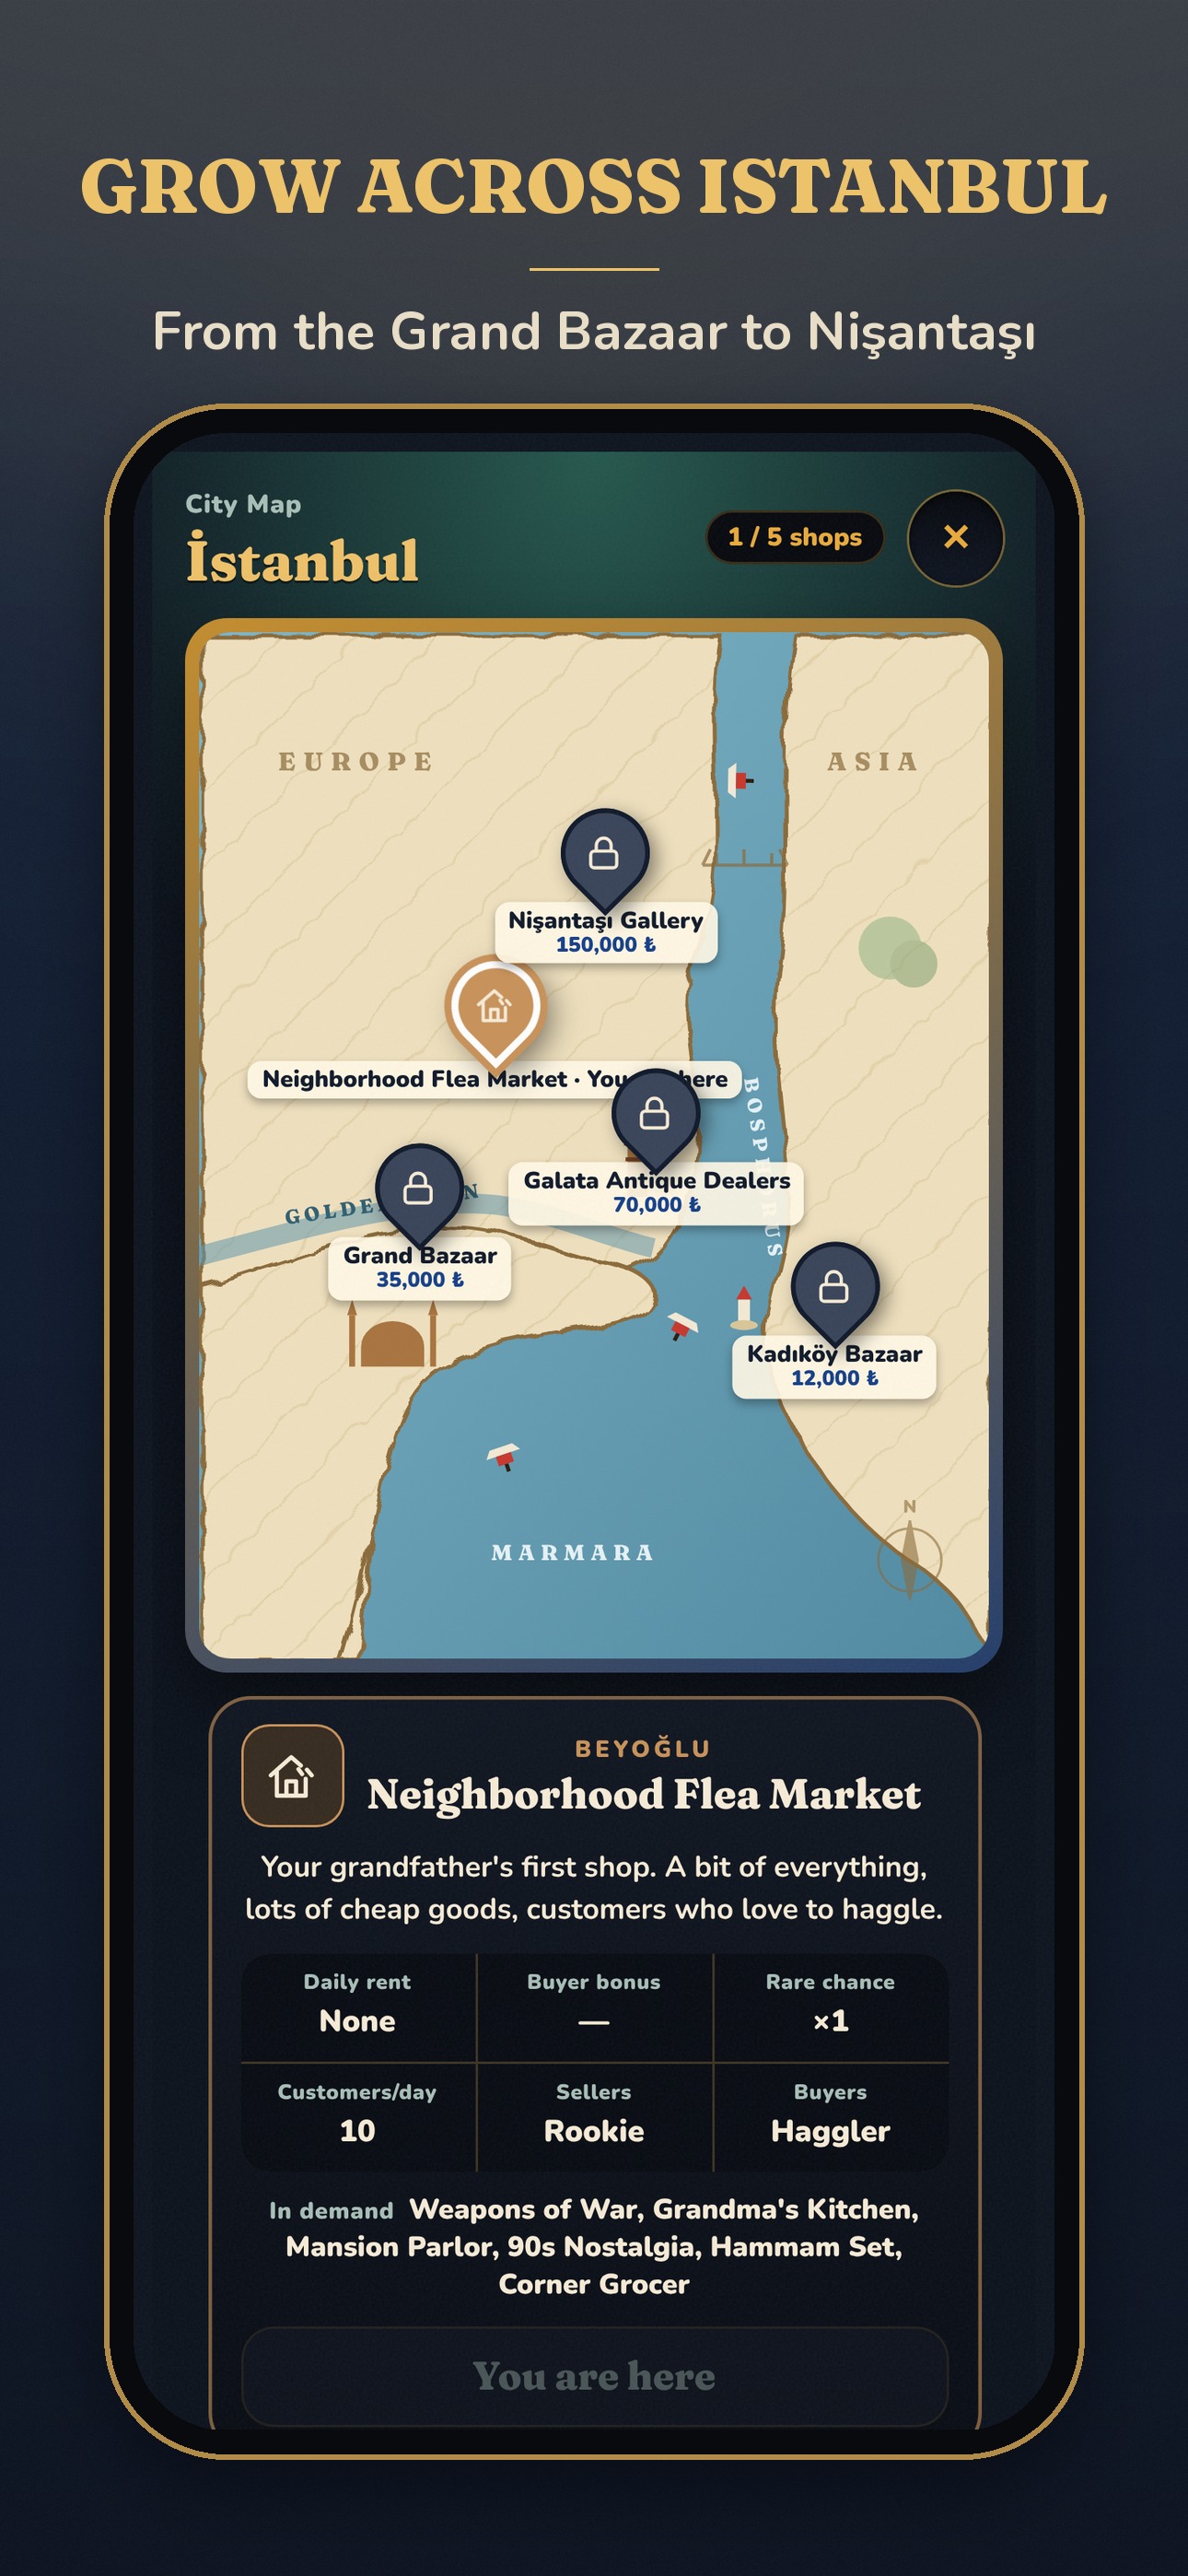 GROW ACROSS ISTANBUL
From the Grand Bazaar to Nişantaşı
City Map
İstanbul
1 / 5 shops
EUROPE
ASIA
Nişantaşı Gallery
150,000 ₺
Neighborhood Flea Market · You here
BOSPHORUS
Galata Antique Dealers
70,000 ₺
GOLDEN
Grand Bazaar
35,000 ₺
Kadıköy Bazaar
12,000 ₺
N
MARMARA
BEYOĞLU
Neighborhood Flea Market
Your grandfather's first shop. A bit of everything,
lots of cheap goods, customers who love to haggle.
Daily rent
Buyer bonus
Rare chance
None
—
×1
Customers/day
Sellers
Buyers
10
Rookie
Haggler
In demand Weapons of War, Grandma's Kitchen,
Mansion Parlor, 90s Nostalgia, Hammam Set,
Corner Grocer
You are here